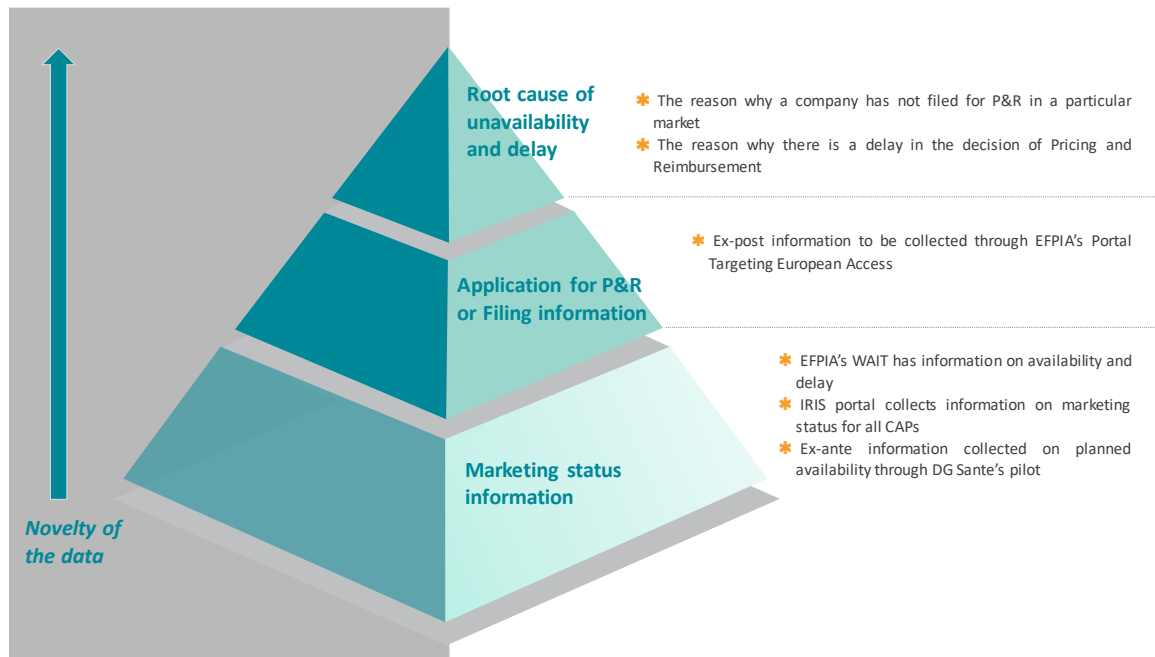 Root cause of
unavailability
and delay
✱ The reason why a company has not filed for P&R in a particular
market
✱ The reason why there is a delay in the decision of Pricing and
Reimbursement
Application for P&R
or Filing information
✱ Ex-post information to be collected through EFPIA's Portal
Targeting European Access
Marketing status
information
✱ EFPIA's WAIT has information on availability and
delay
✱ IRIS portal collects information on marketing
status for all CAPs
✱ Ex-ante information collected on planned
availability through DG Sante's pilot
Novelty of
the data